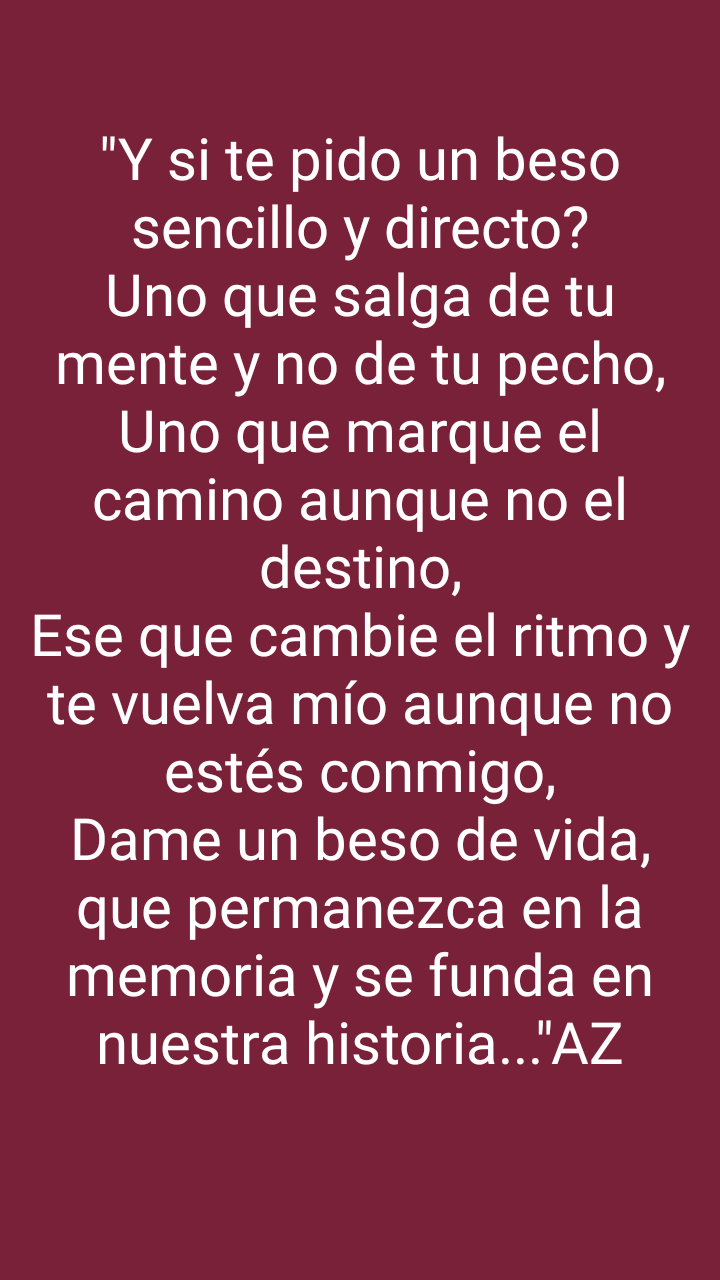 "Y si te pido un beso
sencillo y directo?
Uno que salga de tu
mente y no de tu pecho,
Uno que marque el
camino aunque no el
destino,
Ese que cambie el ritmo y
te vuelva mío aunque no
estés conmigo,
Dame un beso de vida,
que permanezca en la
memoria y se funda en
nuestra historia..."AZ